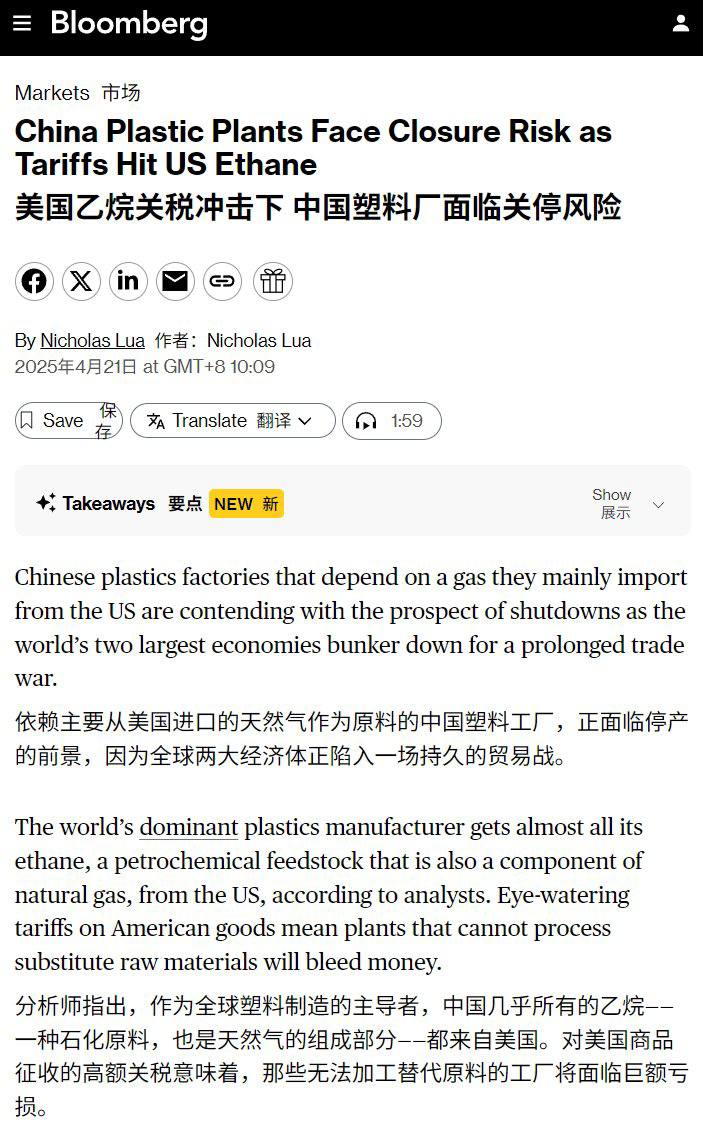 Bloomberg
Markets 市场
China Plastic Plants Face Closure Risk as
Tariffs Hit US Ethane
美国乙烷关税冲击下 中国塑料厂面临关停风险
By Nicholas Lua 作者：Nicholas Lua
2025年4月21日 at GMT+8 10:09
Save 保存
Translate 翻译
1:59
Takeaways 要点 NEW 新
Show
展示
Chinese plastics factories that depend on a gas they mainly import
from the US are contending with the prospect of shutdowns as the
world’s two largest economies bunker down for a prolonged trade
war.
依赖主要从美国进口的天然气作为原料的中国塑料工厂，正面临停产
的前景，因为全球两大经济体正陷入一场持久的贸易战。
The world’s dominant plastics manufacturer gets almost all its
ethane, a petrochemical feedstock that is also a component of
natural gas, from the US, according to analysts. Eye-watering
tariffs on American goods mean plants that cannot process
substitute raw materials will bleed money.
分析师指出，作为全球塑料制造的主导者，中国几乎所有的乙烷——
一种石化原料，也是天然气的组成部分——都来自美国。对美国商品
征收的高额关税意味着，那些无法加工替代原料的工厂将面临巨额亏
损。